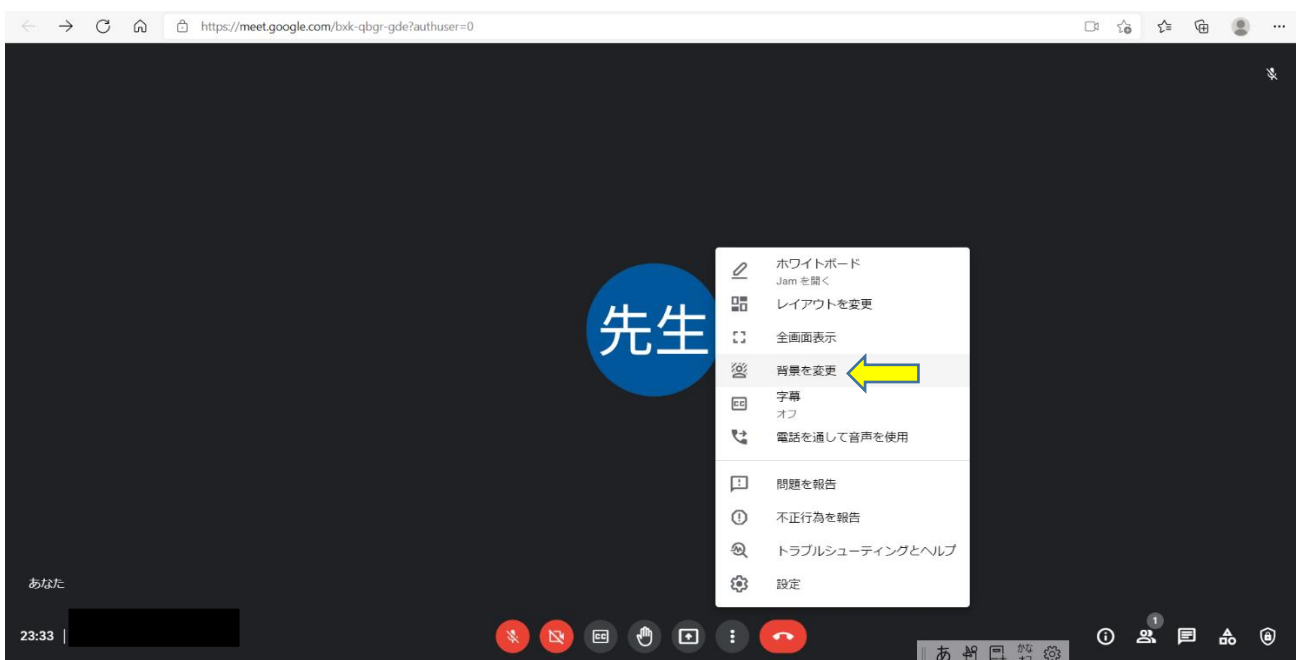 https://meet.google.com/bxk-qbgr-gde?authuser=0
先生
ホワイトボード
Jam を開く
レイアウトを変更
全画面表示
背景を変更
字幕
オフ
電話を通して音声を使用
問題を報告
不正行為を報告
トラブルシューティングとヘルプ
設定
あなた
23:33 |
CC
1
あ